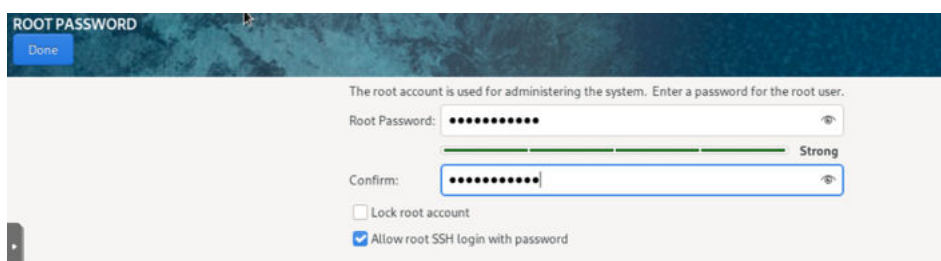 ROOT PASSWORD
Done
The root account is used for administering the system. Enter a password for the root user.
Root Password: ●●●●●●●●●●●
Strong
Confirm: ●●●●●●●●●●●
Lock root account
Allow root SSH login with password